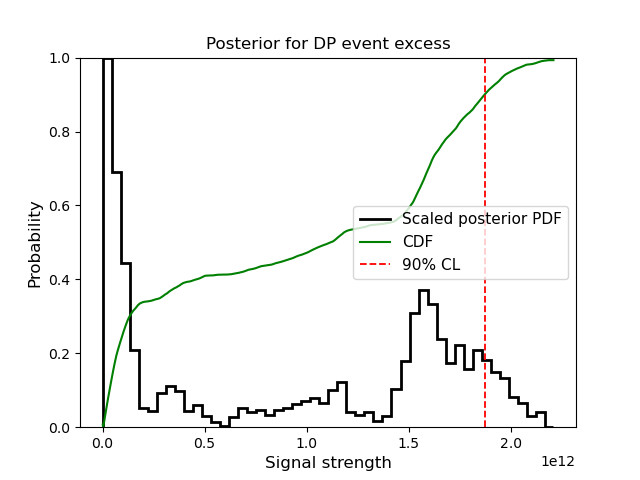 Posterior for DP event excess
Probability
1.0
0.8
0.6
0.4
0.2
0.0
Scaled posterior PDF
CDF
90% CL
0.0 0.5 1.0 1.5 2.0
1e12
Signal strength